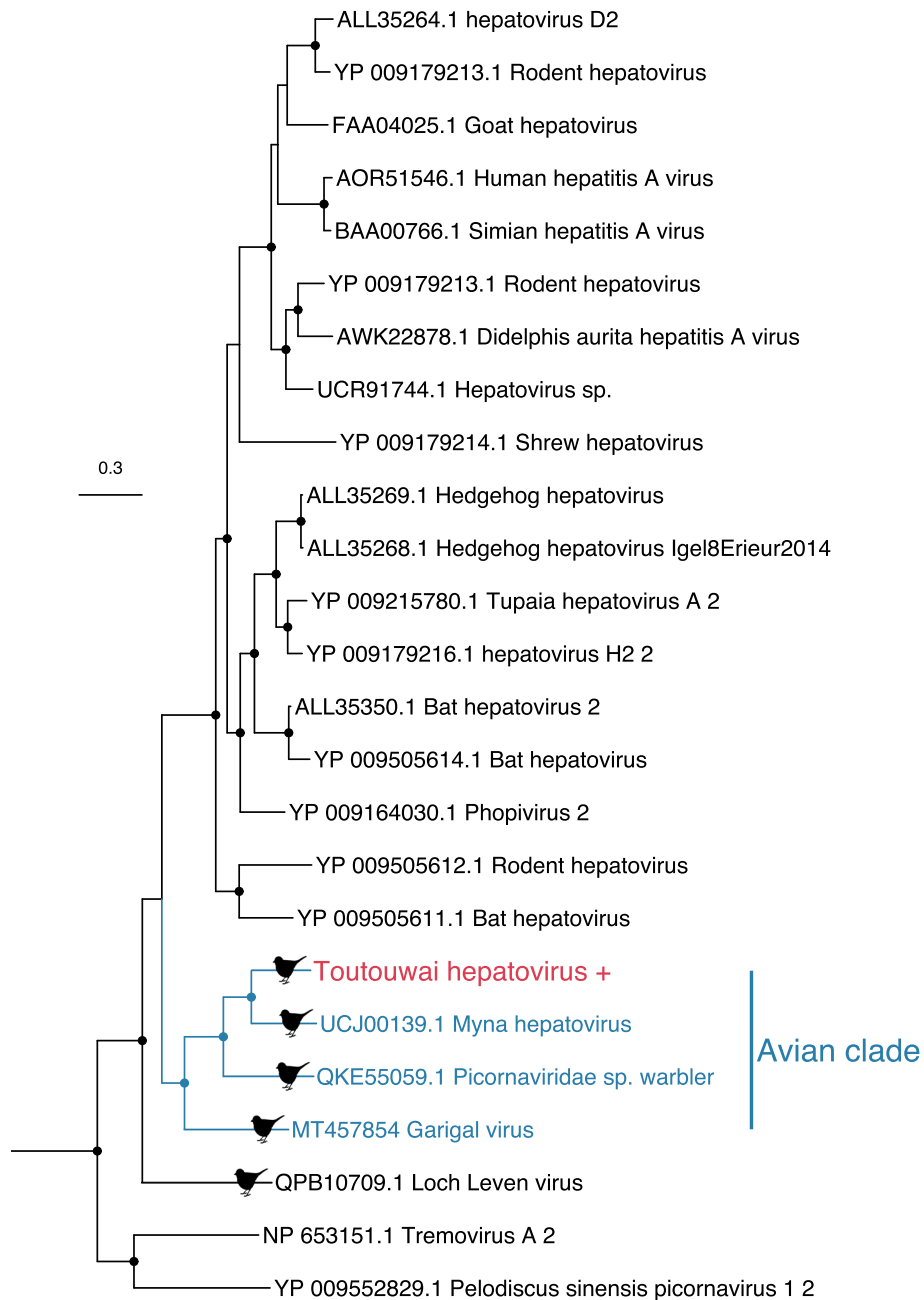 ALL35264.1 hepatovirus D2
YP 009179213.1 Rodent hepatovirus
FAA04025.1 Goat hepatovirus
AOR51546.1 Human hepatitis A virus
BAA00766.1 Simian hepatitis A virus
YP 009179213.1 Rodent hepatovirus
AWK22878.1 Didelphis aurita hepatitis A virus
UCR91744.1 Hepatovirus sp.
YP 009179214.1 Shrew hepatovirus
0.3
ALL35269.1 Hedgehog hepatovirus
ALL35268.1 Hedgehog hepatovirus Igel8Erieur2014
YP 009215780.1 Tupaia hepatovirus A 2
YP 009179216.1 hepatovirus H2 2
ALL35350.1 Bat hepatovirus 2
YP 009505614.1 Bat hepatovirus
YP 009164030.1 Phopivirus 2
YP 009505612.1 Rodent hepatovirus
YP 009505611.1 Bat hepatovirus
Toutouwai hepatovirus +
UCJ00139.1 Myna hepatovirus
Avian clade
QKE55059.1 Picornaviridae sp. warbler
MT457854 Garigal virus
QPB10709.1 Loch Leven virus
NP 653151.1 Tremovirus A 2
YP 009552829.1 Pelodiscus sinensis picornavirus 1 2